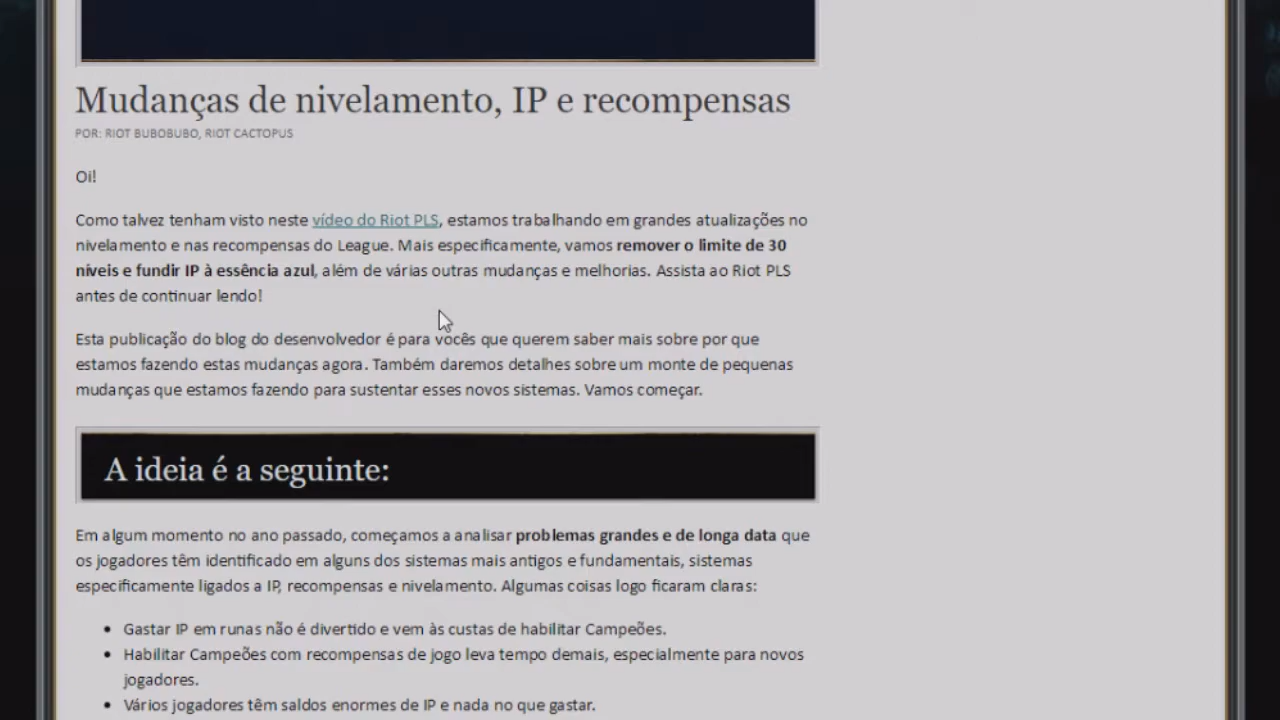 Mudanças de nivelamento, IP e recompensas
POR: RIOT BUBOBUBO, RIOT CACTOPUS
Oi!
Como talvez tenham visto neste vídeo do Riot PLS, estamos trabalhando em grandes atualizações no
nivelamento e nas recompensas do League. Mais especificamente, vamos remover o limite de 30
níveis e fundir IP à essência azul, além de várias outras mudanças e melhorias. Assista ao Riot PLS
antes de continuar lendo!
Esta publicação do blog do desenvolvedor é para vocês que querem saber mais sobre por que
estamos fazendo estas mudanças agora. Também daremos detalhes sobre um monte de pequenas
mudanças que estamos fazendo para sustentar esses novos sistemas. Vamos começar.
A ideia é a seguinte:
Em algum momento no ano passado, começamos a analisar problemas grandes e de longa data que
os jogadores têm identificado em alguns dos sistemas mais antigos e fundamentais, sistemas
especificamente ligados a IP, recompensas e nivelamento. Algumas coisas logo ficaram claras:
• Gastar IP em runas não é divertido e vem às custas de habilitar Campeões.
• Habilitar Campeões com recompensas de jogo leva tempo demais, especialmente para novos
jogadores.
• Vários jogadores têm saldos enormes de IP e nada no que gastar.